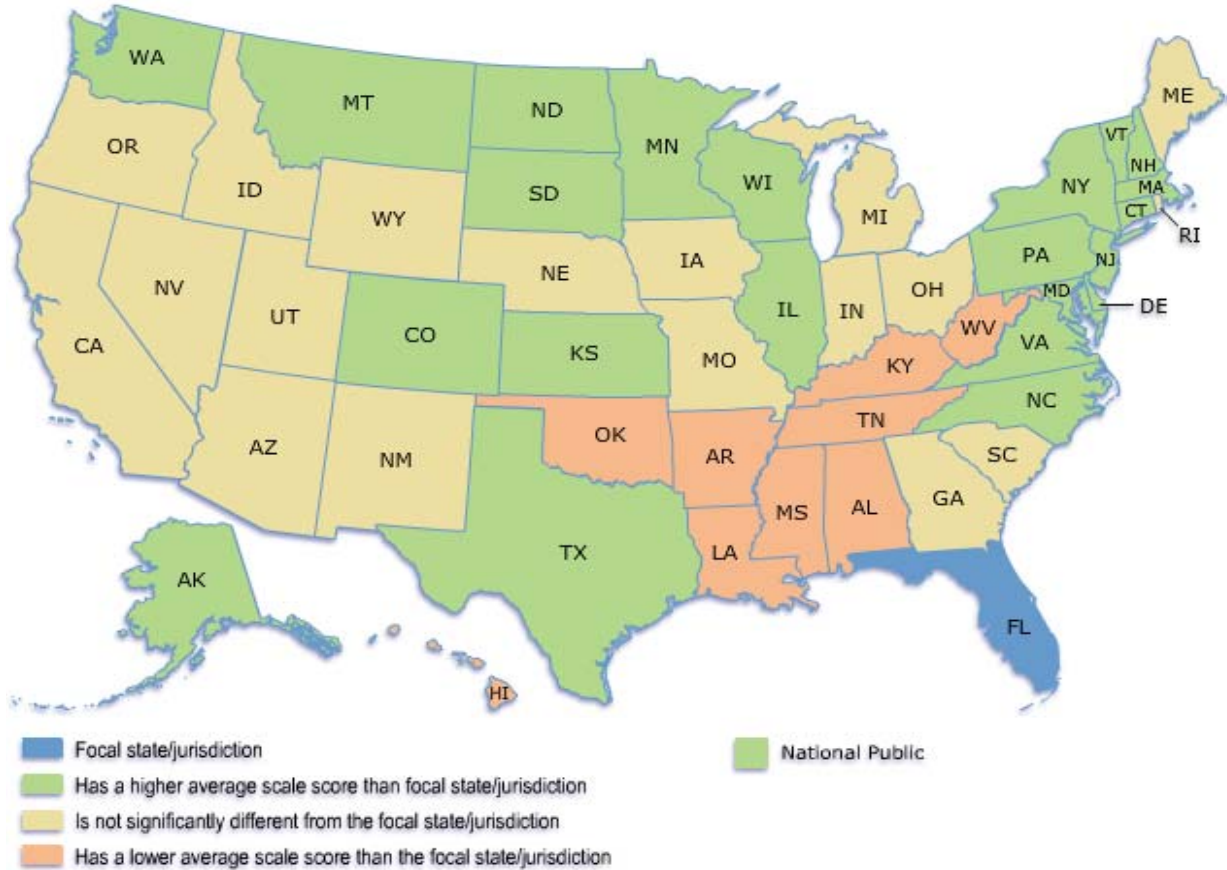 WA
MT
ND
MN
ME
VT
NH
OR
ID
WY
SD
WI
MI
NY
MA
CT
RI
NV
UT
CO
NE
IA
IL
IN
OH
PA
NJ
MD
DE
CA
KS
MO
KY
WV
VA
AZ
NM
OK
AR
TN
NC
SC
MS
AL
GA
LA
TX
AK
FL
HI
Focal state/jurisdiction
National Public
Has a higher average scale score than focal state/jurisdiction
Is not significantly different from the focal state/jurisdiction
Has a lower average scale score than the focal state/jurisdiction